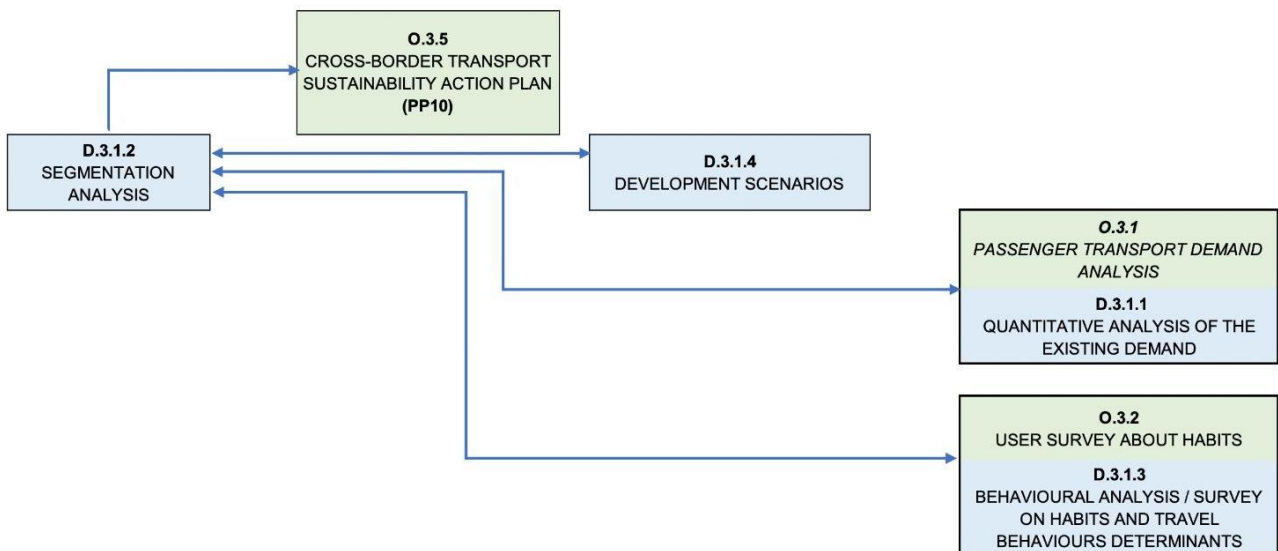 O.3.5
CROSS-BORDER TRANSPORT
SUSTAINABILITY ACTION PLAN
(PP10)
D.3.1.2
SEGMENTATION
ANALYSIS
D.3.1.4
DEVELOPMENT SCENARIOS
O.3.1
PASSENGER TRANSPORT DEMAND
ANALYSIS
D.3.1.1
QUANTITATIVE ANALYSIS OF THE
EXISTING DEMAND
O.3.2
USER SURVEY ABOUT HABITS
D.3.1.3
BEHAVIOURAL ANALYSIS / SURVEY
ON HABITS AND TRAVEL
BEHAVIOURS DETERMINANTS